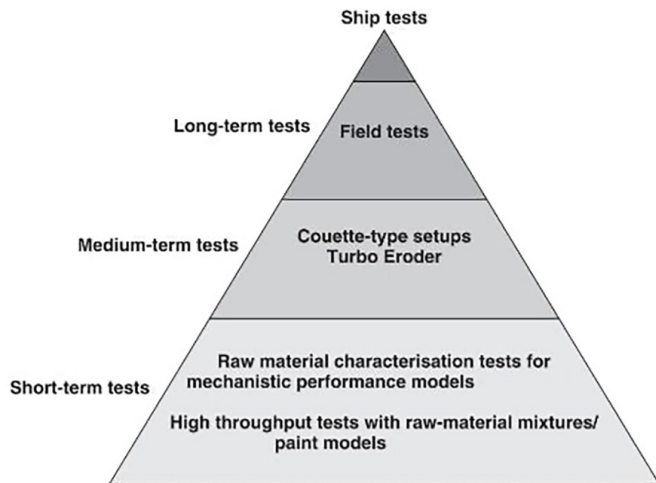 Ship tests
Long-term tests
Field tests
Medium-term tests
Couette-type setups
Turbo Eroder
Short-term tests
Raw material characterisation tests for
mechanistic performance models
High throughput tests with raw-material mixtures/
paint models